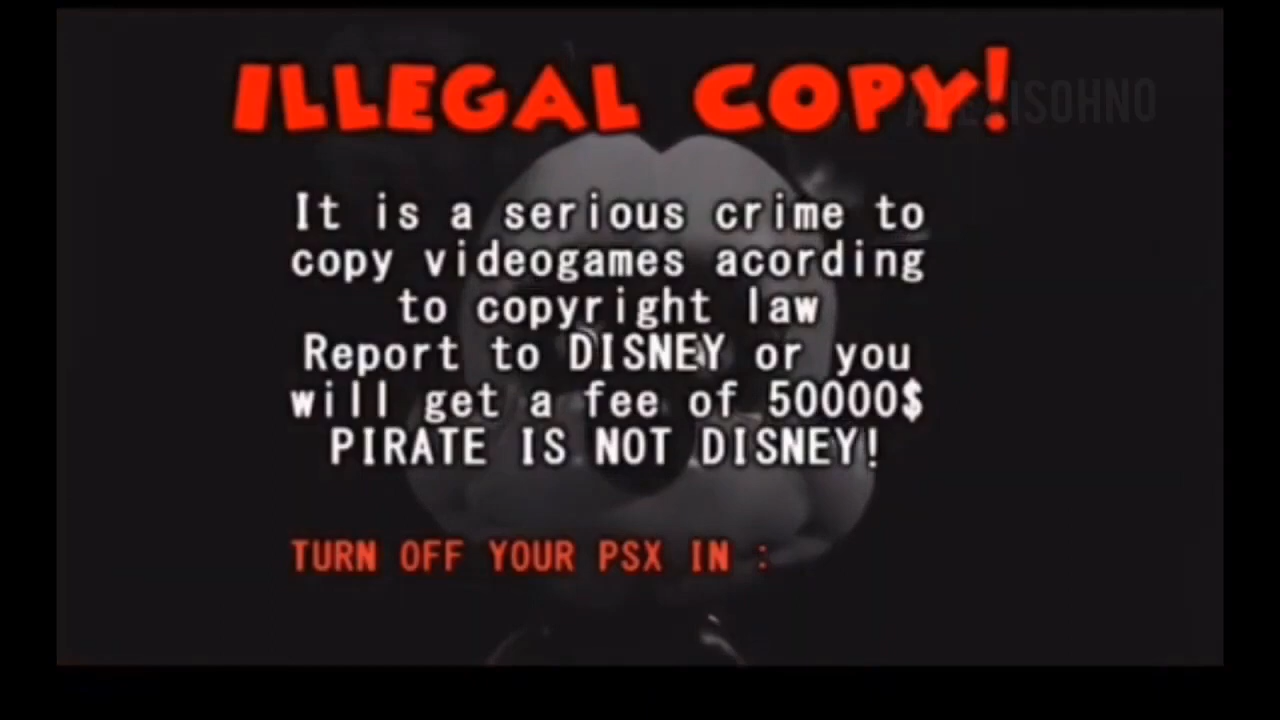 ILLEGAL COPY!
It is a serious crime to
copy videogames acording
to copyright law
Report to DISNEY or you
will get a fee of 50000$
PIRATE IS NOT DISNEY!
TURN OFF YOUR PSX IN :